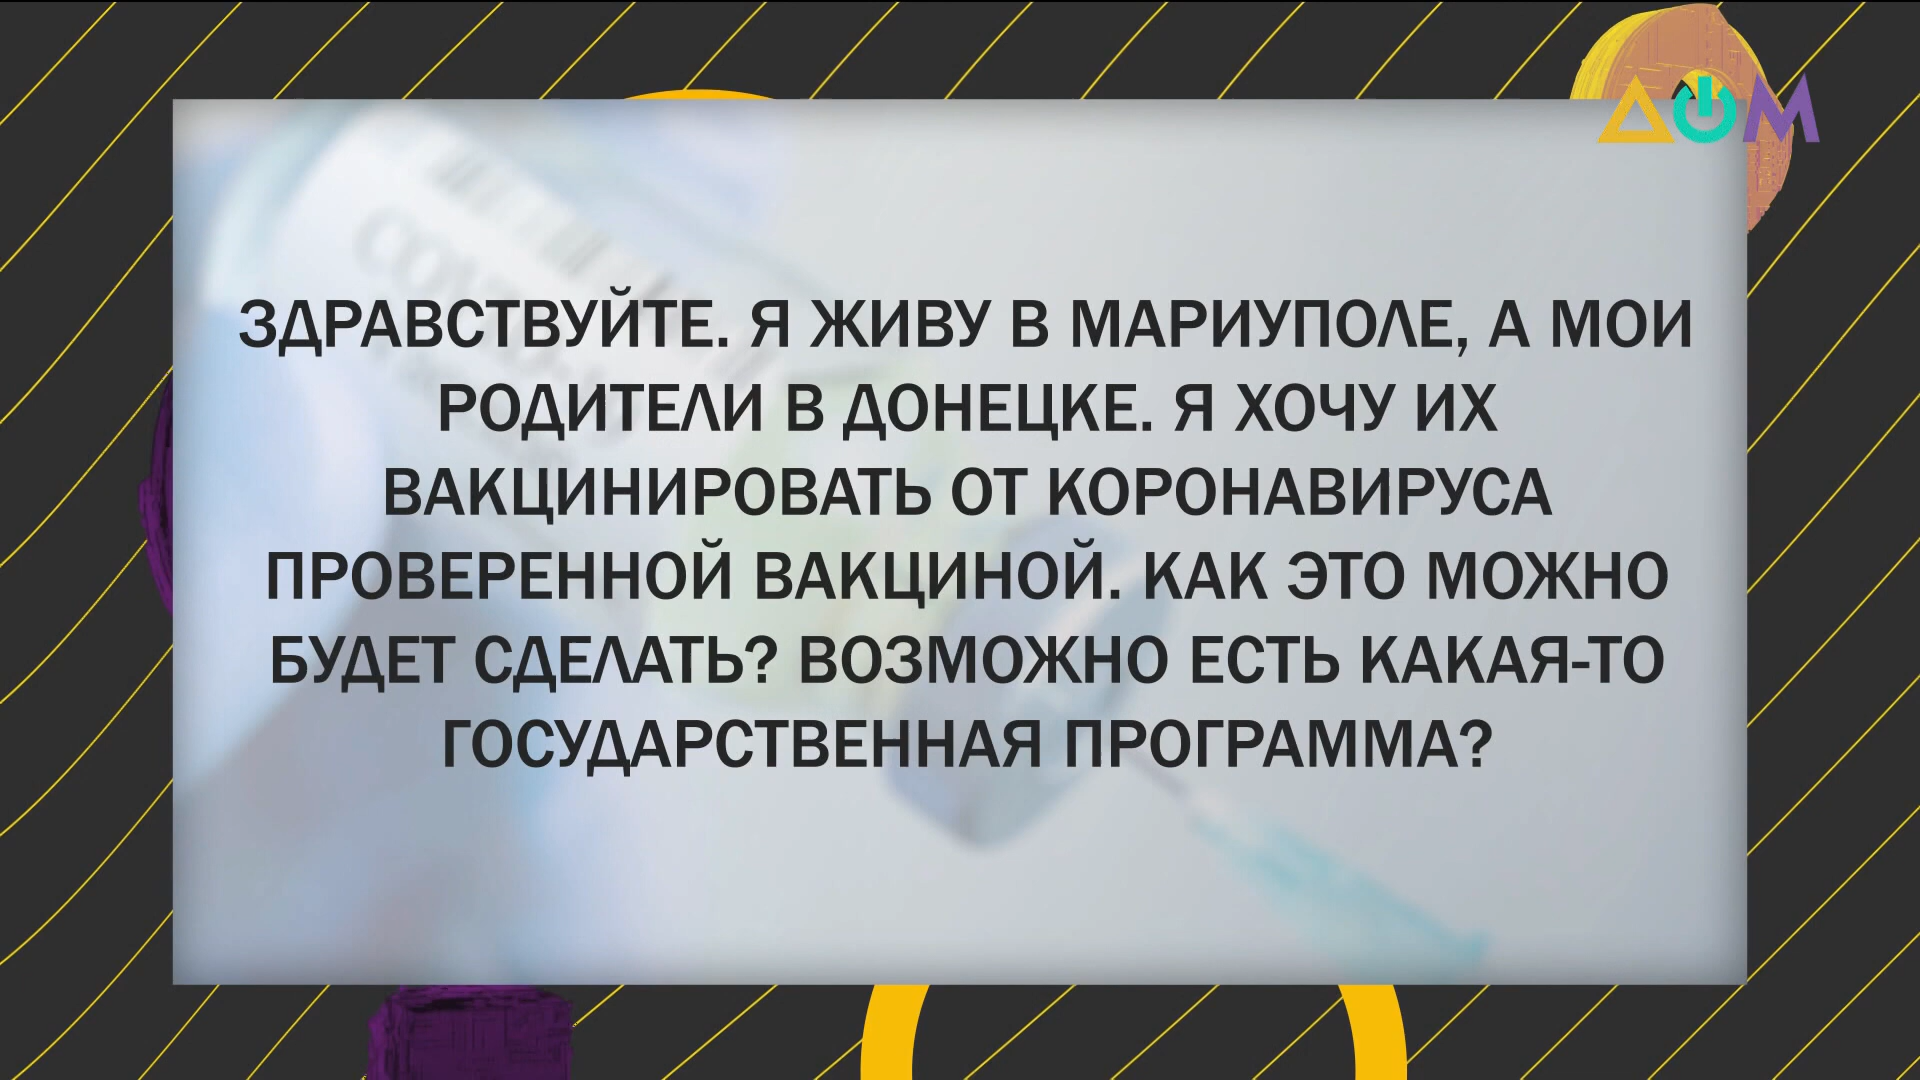 ДОМ
ЗДРАВСТВУЙТЕ. Я ЖИВУ В МАРИУПОЛЕ, А МОИ
РОДИТЕЛИ В ДОНЕЦКЕ. Я ХОЧУ ИХ
ВАКЦИНИРОВАТЬ ОТ КОРОНАВИРУСА
ПРОВЕРЕННОЙ ВАКЦИНОЙ. КАК ЭТО МОЖНО
БУДЕТ СДЕЛАТЬ? ВОЗМОЖНО ЕСТЬ КАКАЯ-ТО
ГОСУДАРСТВЕННАЯ ПРОГРАММА?